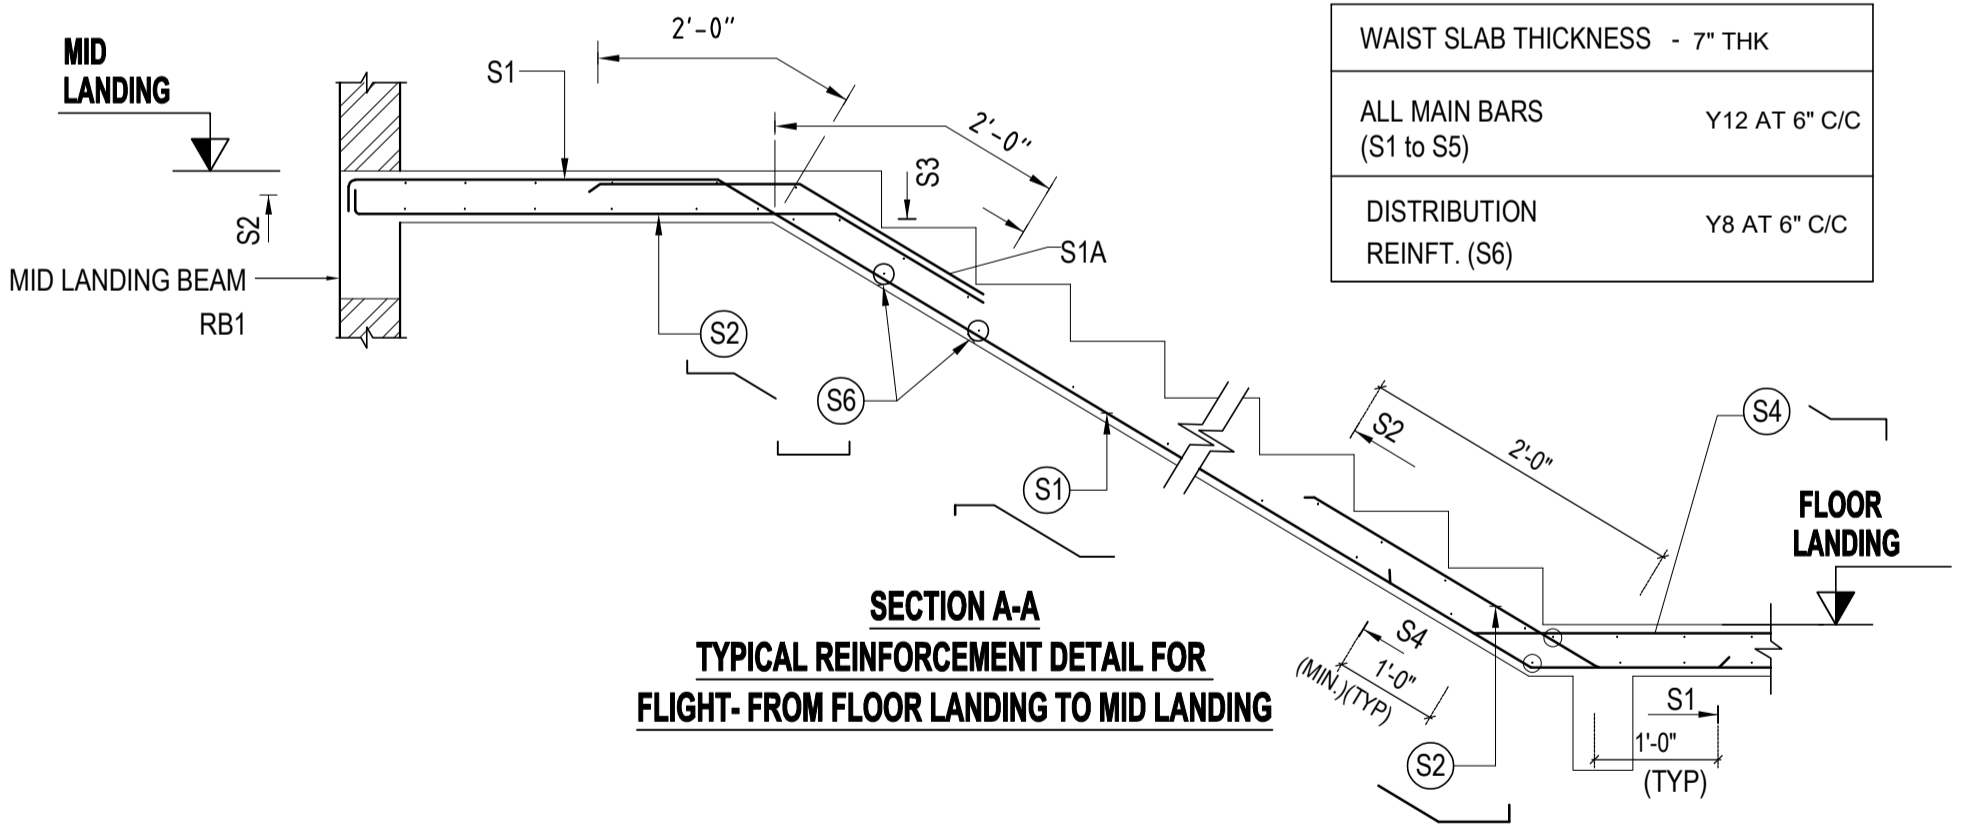 2'-0"
WAIST SLAB THICKNESS - 7" THK
MID
LANDING
S1
ALL MAIN BARS
(S1 to S5)
Y12 AT 6" C/C
2'-0"
S3
S2
S1A
DISTRIBUTION
REINFT. (S6)
Y8 AT 6" C/C
MID LANDING BEAM
RB1
S2
S6
S1
S2
2'-0"
S4
FLOOR
LANDING
SECTION A-A
TYPICAL REINFORCEMENT DETAIL FOR
FLIGHT- FROM FLOOR LANDING TO MID LANDING
S4
1'-0"
(MIN.)(TYP)
S1
1'-0"
(TYP)
S2